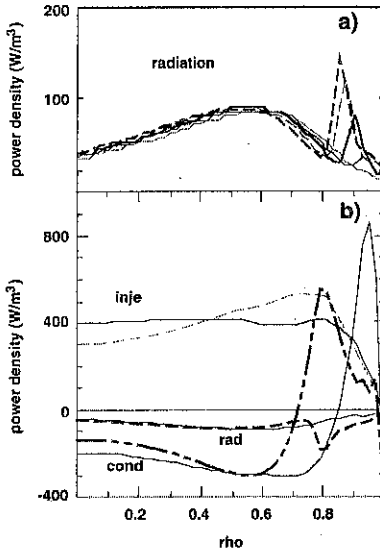 200
a)
radiation
100
power density (W/m³)
b)
800
inje
400
0
rad
cond
-400
power density (W/m³)
0.2 0.4 0.6 0.8
rho